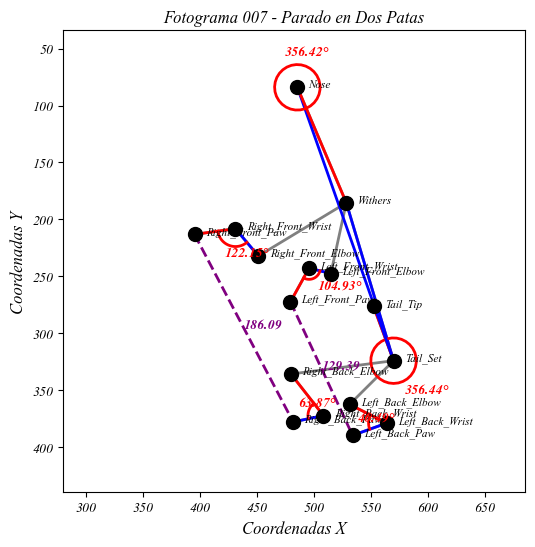 Fotograma 007 - Parado en Dos Patas
356.42°
Nose
Withers
Right_Front_Wrist
Right_Front_Paw
122.15°
Right_Front_Elbow
Left_Front_Wrist
Left_Front_Elbow
104.93°
Left_Front_Paw
Tail_Tip
186.09
Tail_Set
129.39
Right_Back_Elbow
356.44°
63.87°
Left_Back_Elbow
Right_Back_Wrist
Right_Back_Paw
Left_Back_Wrist
Left_Back_Paw
Coordenadas Y
50
100
150
200
250
300
350
400
300
350
400
450
500
550
600
650
Coordenadas X